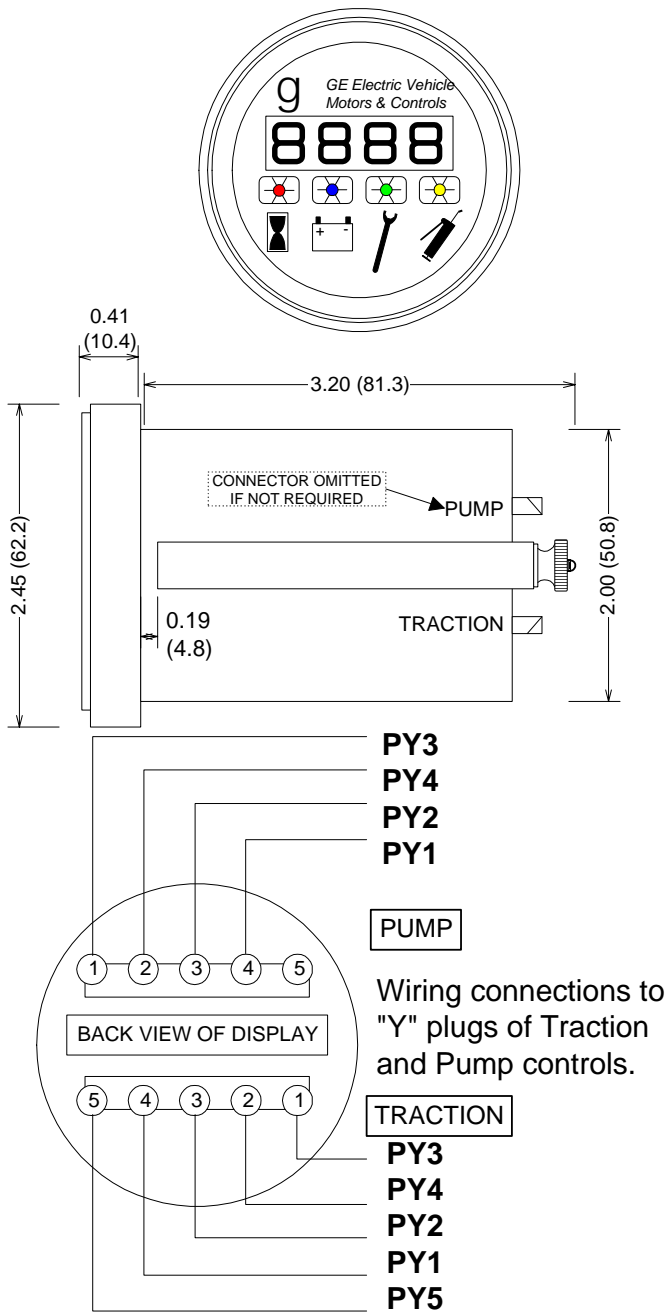 g
GE Electric Vehicle
Motors & Controls
8888
+ -
0.41
(10.4)
3.20 (81.3)
2.45 (62.2)
CONNECTOR OMITTED
IF NOT REQUIRED
PUMP
2.00 (50.8)
0.19
(4.8)
TRACTION
PY3
PY4
PY2
PY1
1 2 3 4 5
PUMP
BACK VIEW OF DISPLAY
Wiring connections to
"Y" plugs of Traction
and Pump controls.
5 4 3 2 1
TRACTION
PY3
PY4
PY2
PY1
PY5